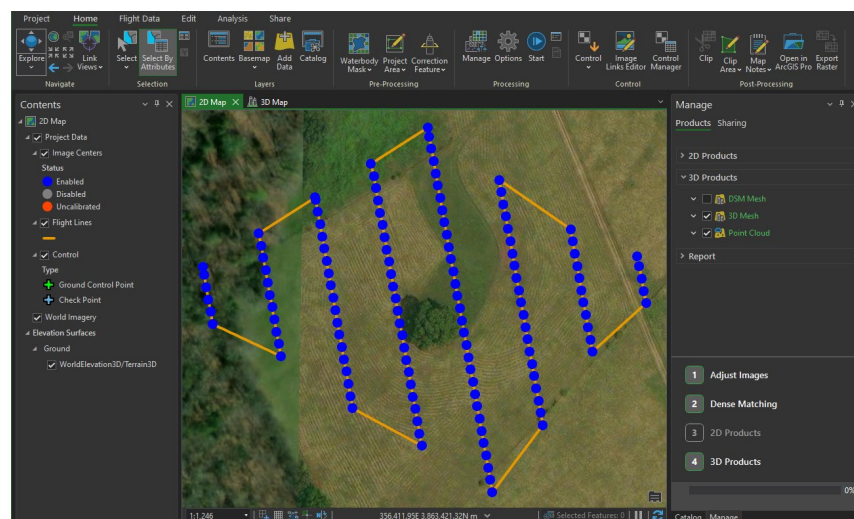 Project Home Flight Data Edit Analysis Share
Explore Link Views Select Select By Attributes Contents Basemap Add Data Catalog Waterbody Mask Project Area Correction Feature Manage Options Start Control Image Links Editor Control Manager Clip Clip Area Map Notes Open in ArcGIS Pro Export Raster
Navigate Selection Layers Pre-Processing Processing Control Post-Processing
Contents
2D Map
Project Data
Image Centers
Status
Enabled
Disabled
Uncalibrated
Flight Lines
Control
Type
Ground Control Point
Check Point
World Imagery
Elevation Surfaces
Ground
WorldElevation3D/Terrain3D
2D Map 3D Map
1:1,246 356,411.95E 3,863,421.32N m Selected Features: 0
Manage
Products Sharing
2D Products
3D Products
DSM Mesh
3D Mesh
Point Cloud
Report
1 Adjust Images
2 Dense Matching
3 2D Products
4 3D Products
0%
Catalog Manage